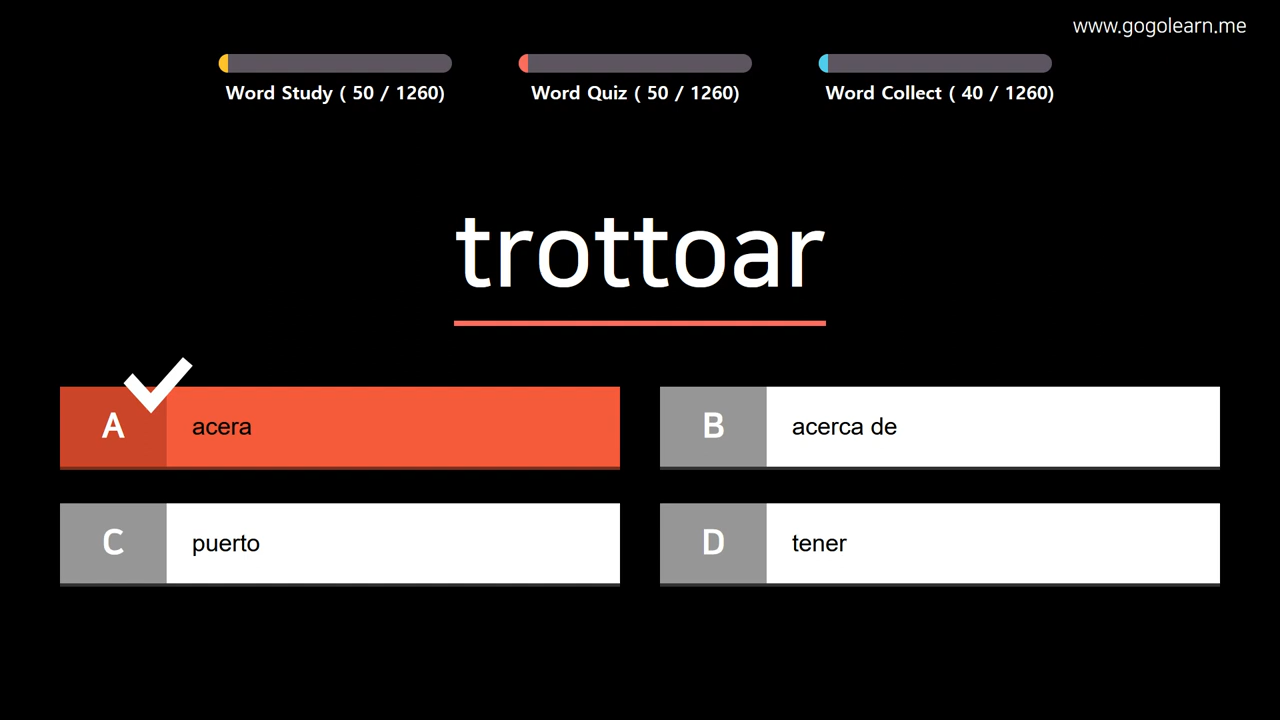 www.gogolearn.me
Word Study ( 50 / 1260)
Word Quiz ( 50 / 1260)
Word Collect ( 40 / 1260)
trottoar
A acera
B acerca de
C puerto
D tener